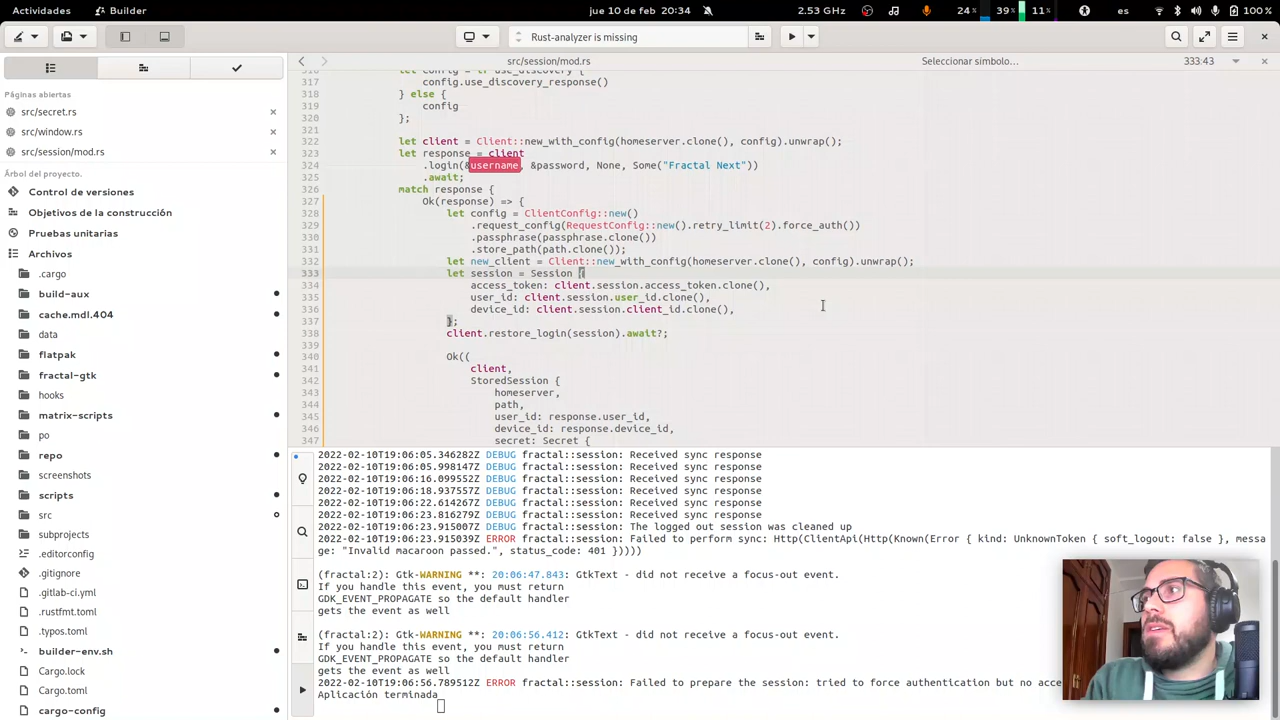 Actividades Builder jue 10 de feb 20:34 2.53 GHz 24% 39% 11% es 100 %
Rust-analyzer is missing
src/session/mod.rs Seleccionar símbolo… 333:43
Páginas abiertas
src/secret.rs
src/window.rs
src/session/mod.rs
Árbol del proyecto.
Control de versiones
Objetivos de la construcción
Pruebas unitarias
Archivos
.cargo
build-aux
cache.mdl.404
data
flatpak
fractal-gtk
hooks
matrix-scripts
po
repo
screenshots
scripts
src
subprojects
.editorconfig
.gitignore
.gitlab-ci.yml
.rustfmt.toml
.typos.toml
builder-env.sh
Cargo.lock
Cargo.toml
cargo-config
316 let config = if use_discovery {
317 config.use_discovery_response()
318 } else {
319 config
320 };
321
322 let client = Client::new_with_config(homeserver.clone(), config).unwrap();
323 let response = client
324 .login(&username, &password, None, Some("Fractal Next"))
325 .await;
326 match response {
327 Ok(response) => {
328 let config = ClientConfig::new()
329 .request_config(RequestConfig::new().retry_limit(2).force_auth())
330 .passphrase(passphrase.clone())
331 .store_path(path.clone());
332 let new_client = Client::new_with_config(homeserver.clone(), config).unwrap();
333 let session = Session {
334 access_token: client.session.access_token.clone(),
335 user_id: client.session.user_id.clone(),
336 device_id: client.session.client_id.clone(),
337 };
338 client.restore_login(session).await?;
339
340 Ok((
341 client,
342 StoredSession {
343 homeserver,
344 path,
345 user_id: response.user_id,
346 device_id: response.device_id,
347 secret: Secret {
2022-02-10T19:06:05.346282Z DEBUG fractal::session: Received sync response
2022-02-10T19:06:05.998147Z DEBUG fractal::session: Received sync response
2022-02-10T19:06:16.099552Z DEBUG fractal::session: Received sync response
2022-02-10T19:06:18.937557Z DEBUG fractal::session: Received sync response
2022-02-10T19:06:22.614267Z DEBUG fractal::session: Received sync response
2022-02-10T19:06:23.816279Z DEBUG fractal::session: Received sync response
2022-02-10T19:06:23.915007Z DEBUG fractal::session: The logged out session was cleaned up
2022-02-10T19:06:23.915039Z ERROR fractal::session: Failed to perform sync: Http(ClientApi(Http(Known(Error { kind: UnknownToken { soft_logout: false }, messa
ge: "Invalid macaroon passed.", status_code: 401 }))))
(fractal:2): Gtk-WARNING **: 20:06:47.843: GtkText - did not receive a focus-out event.
If you handle this event, you must return
GDK_EVENT_PROPAGATE so the default handler
gets the event as well
(fractal:2): Gtk-WARNING **: 20:06:56.412: GtkText - did not receive a focus-out event.
If you handle this event, you must return
GDK_EVENT_PROPAGATE so the default handler
gets the event as well
2022-02-10T19:06:56.789512Z ERROR fractal::session: Failed to prepare the session: tried to force authentication but no acce
Aplicación terminada